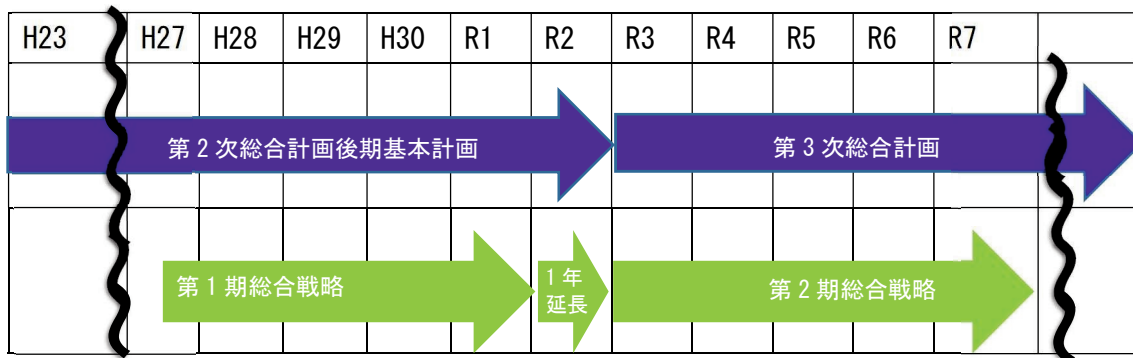 H23 H27 H28 H29 H30 R1 R2 R3 R4 R5 R6 R7
第2次総合計画後期基本計画 第3次総合計画
第1期総合戦略 1年
延長 第2期総合戦略